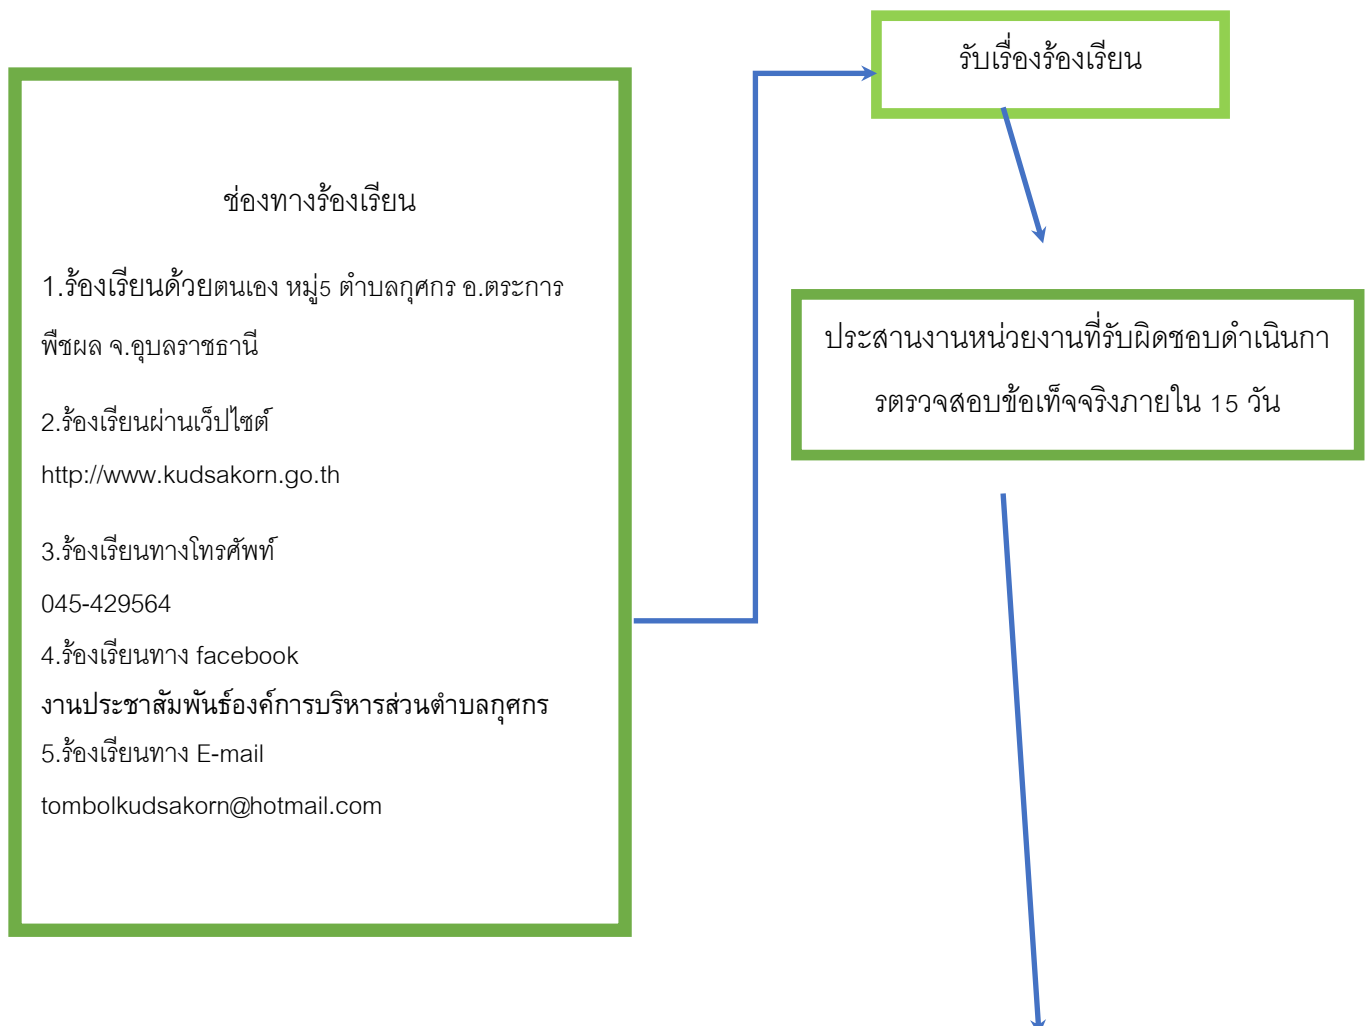 รับเรื่องร้องเรียน
ช่องทางร้องเรียน
1.ร้องเรียนด้วยตนเอง หมู่5 ตำบลกุศกร อ.ตระการ
พืชผล จ.อุบลราชธานี
2.ร้องเรียนผ่านเว็ปไซต์
http://www.kudsakorn.go.th
3.ร้องเรียนทางโทรศัพท์
045-429564
4.ร้องเรียนทาง facebook
งานประชาสัมพันธ์องค์การบริหารส่วนตำบลกุศกร
5.ร้องเรียนทาง E-mail
tombolkudsakorn@hotmail.com
ประสานงานหน่วยงานที่รับผิดชอบดำเนินกา
รตรวจสอบข้อเท็จจริงภายใน 15 วัน